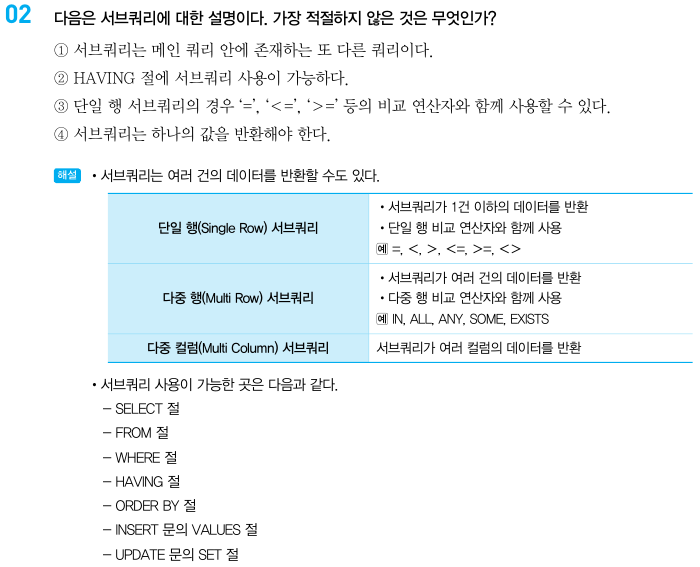 02 다음은 서브쿼리에 대한 설명이다. 가장 적절하지 않은 것은 무엇인가?
① 서브쿼리는 메인 쿼리 안에 존재하는 또 다른 쿼리이다.
② HAVING 절에 서브쿼리 사용이 가능하다.
③ 단일 행 서브쿼리의 경우 ‘=’, ‘<=’, ‘>=’ 등의 비교 연산자와 함께 사용할 수 있다.
④ 서브쿼리는 하나의 값을 반환해야 한다.
해설 • 서브쿼리는 여러 건의 데이터를 반환할 수도 있다.
단일 행(Single Row) 서브쿼리
• 서브쿼리가 1건 이하의 데이터를 반환
• 단일 행 비교 연산자와 함께 사용
예 =, <, >, <=, >=, <>
다중 행(Multi Row) 서브쿼리
• 서브쿼리가 여러 건의 데이터를 반환
• 다중 행 비교 연산자와 함께 사용
예 IN, ALL, ANY, SOME, EXISTS
다중 컬럼(Multi Column) 서브쿼리 서브쿼리가 여러 컬럼의 데이터를 반환
• 서브쿼리 사용이 가능한 곳은 다음과 같다.
– SELECT 절
– FROM 절
– WHERE 절
– HAVING 절
– ORDER BY 절
– INSERT 문의 VALUES 절
– UPDATE 문의 SET 절